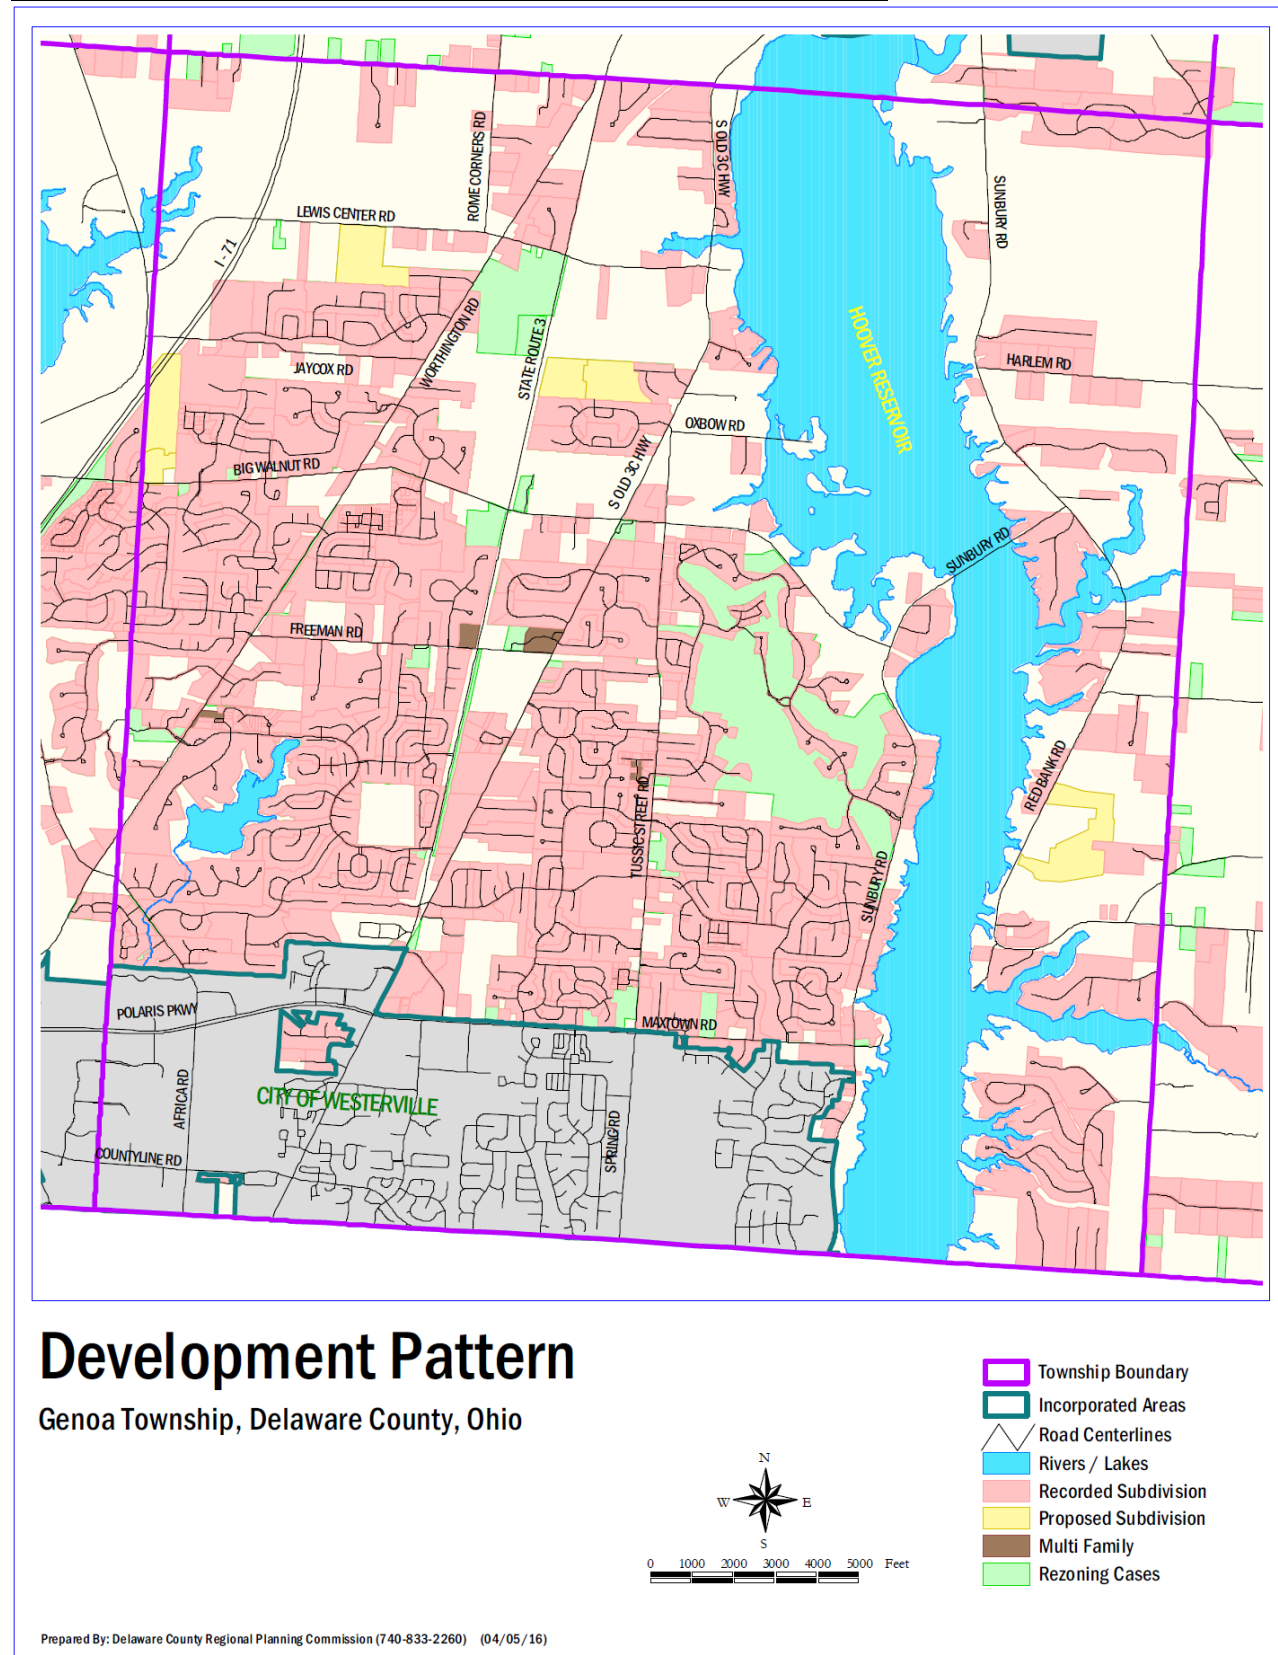 S OLD 3C HWY
ROME CORNERS RD
SUNBURY RD
LEWIS CENTER RD
I - 71
WORTHINGTON RD
STATE ROUTE 3
HOOVER RESERVOIR
JAYCOX RD
HARLEM RD
OXBOW RD
S OLD 3C HWY
BIG WALNUT RD
SUNBURY RD
FREEMAN RD
RED BANK RD
TUSSIC STREET RD
SUNBURY RD
POLARIS PKWY
MAXTOWN RD
AFRICA RD
CITY OF WESTERVILLE
SPRING RD
COUNTYLINE RD
Development Pattern
Genoa Township, Delaware County, Ohio
Township Boundary
Incorporated Areas
Road Centerlines
Rivers / Lakes
Recorded Subdivision
Proposed Subdivision
Multi Family
Rezoning Cases
N
W E
S
0 1000 2000 3000 4000 5000 Feet
Prepared By: Delaware County Regional Planning Commission (740-833-2260) (04/05/16)